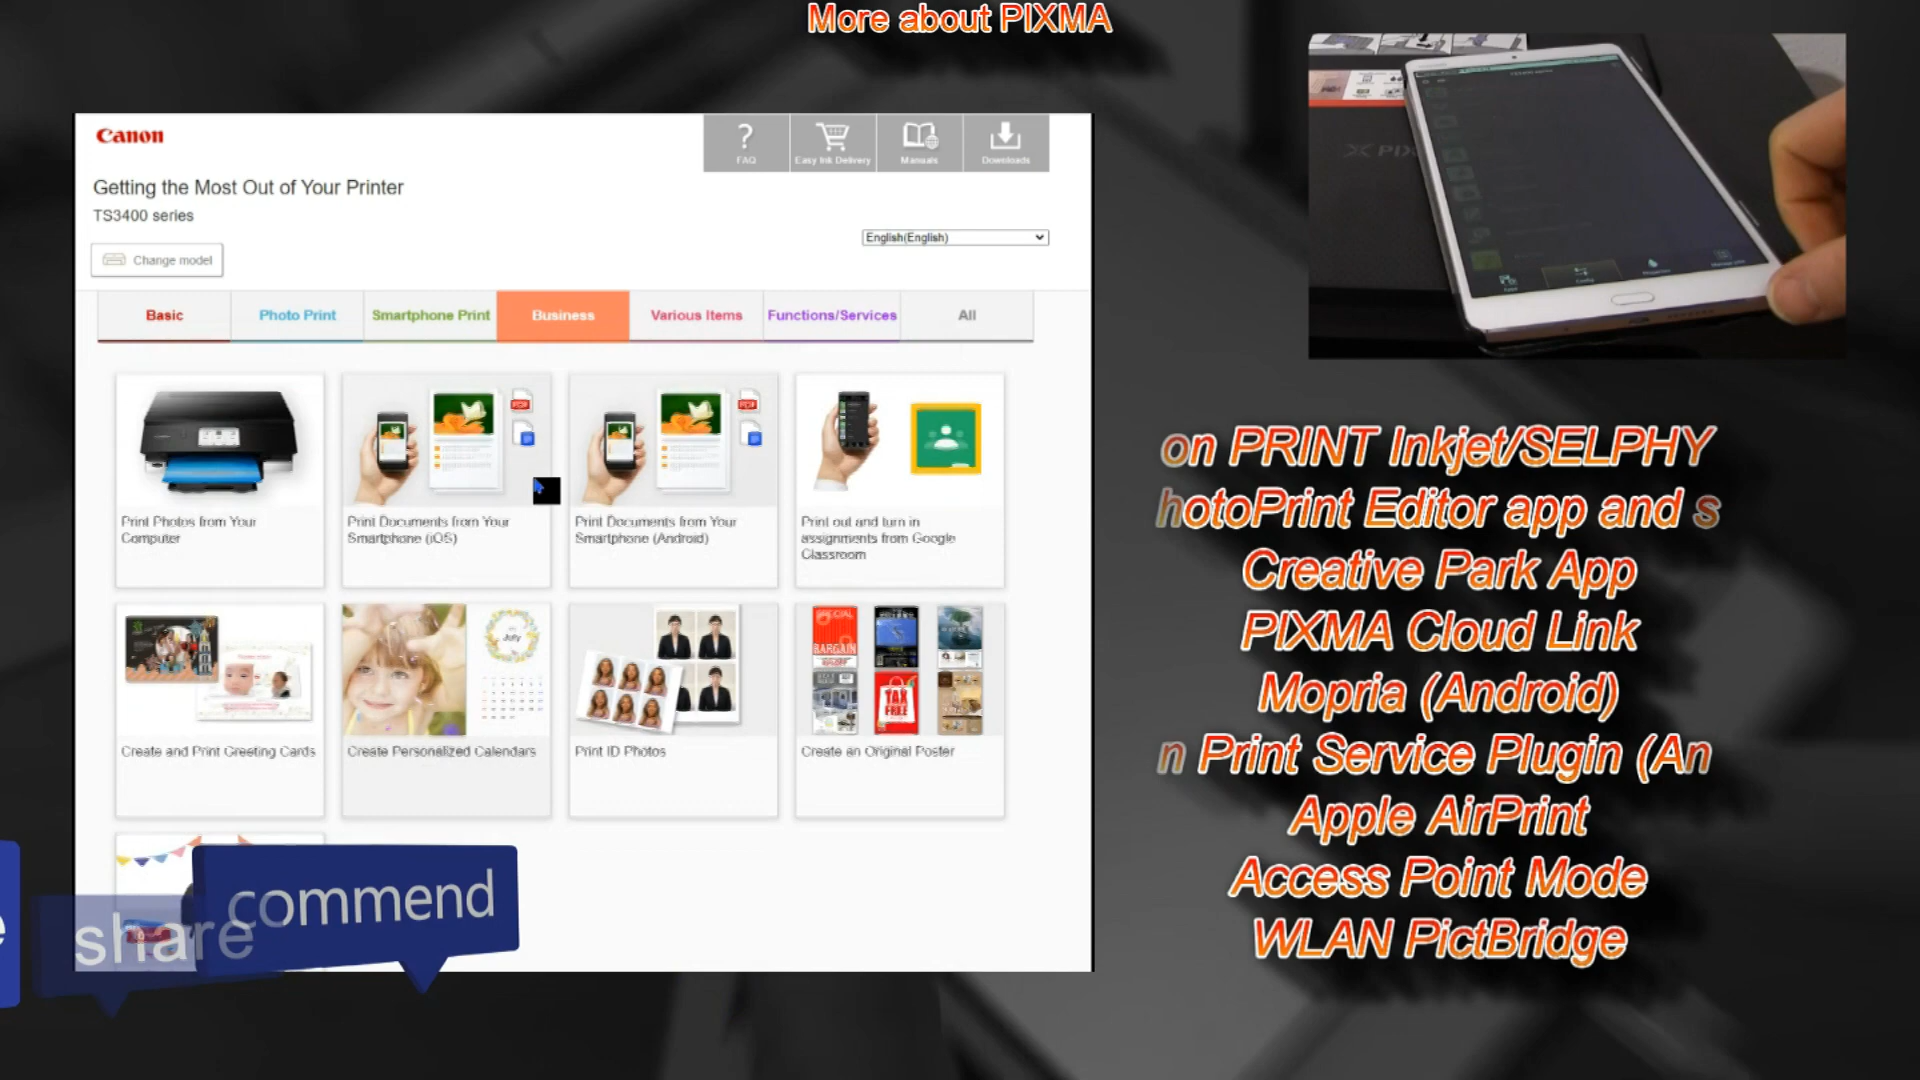 More about PIXMA
Canon
?
FAQ
Easy Ink Delivery
Manuals
Downloads
Getting the Most Out of Your Printer
TS3400 series
English(English)
Change model
Basic
Photo Print
Smartphone Print
Business
Various Items
Functions/Services
All
Print Photos from Your
Computer
Print Documents from Your
Smartphone (iOS)
Print Documents from Your
Smartphone (Android)
Print out and turn in
assignments from Google
Classroom
July
SPECIAL
BARGAIN
TAX
FREE
Create and Print Greeting Cards
Create Personalized Calendars
Print ID Photos
Create an Original Poster
e
share
commend
on PRINT Inkjet/SELPHY
hotoPrint Editor app and s
Creative Park App
PIXMA Cloud Link
Mopria (Android)
n Print Service Plugin (An
Apple AirPrint
Access Point Mode
WLAN PictBridge